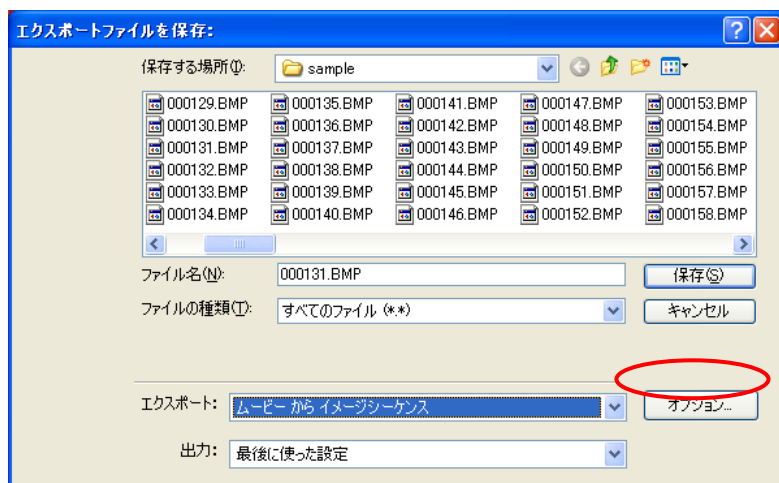 エクスポートファイルを保存:
保存する場所(I): sample
000129.BMP 000135.BMP 000141.BMP 000147.BMP 000153.BMP
000130.BMP 000136.BMP 000142.BMP 000148.BMP 000154.BMP
000131.BMP 000137.BMP 000143.BMP 000149.BMP 000155.BMP
000132.BMP 000138.BMP 000144.BMP 000150.BMP 000156.BMP
000133.BMP 000139.BMP 000145.BMP 000151.BMP 000157.BMP
000134.BMP 000140.BMP 000146.BMP 000152.BMP 000158.BMP
ファイル名(N): 000131.BMP 保存(S)
ファイルの種類(T): すべてのファイル (*.*) キャンセル
エクスポート: ムービー から イメージシーケンス オプション...
出力: 最後に使った設定